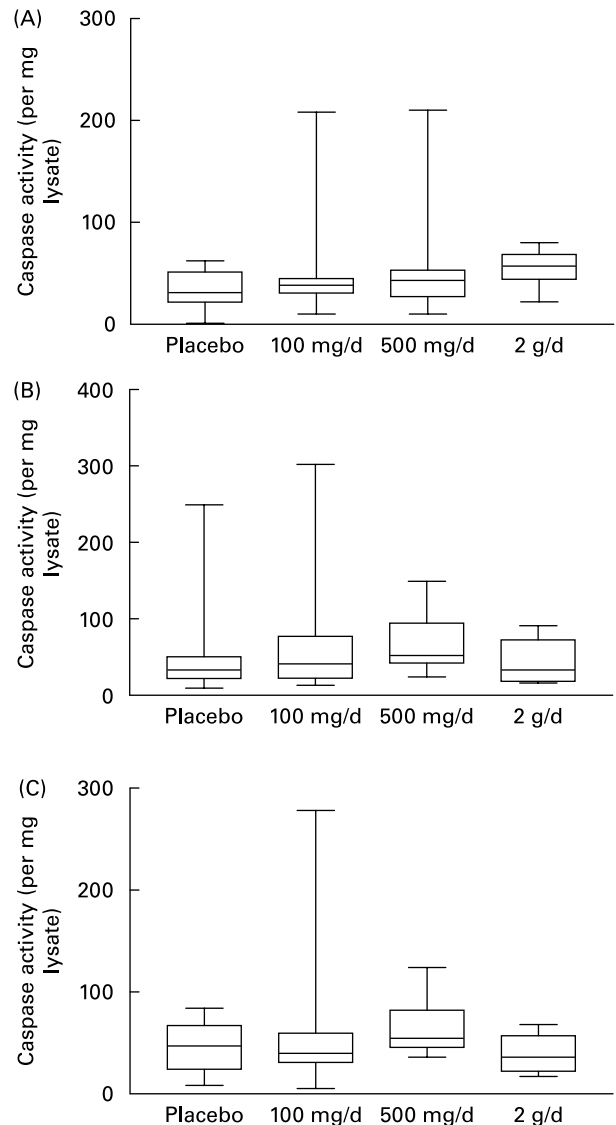 (A)
Caspase activity (per mg
lysate)
300
200
100
0
Placebo 100 mg/d 500 mg/d 2 g/d
(B)
Caspase activity (per mg
lysate)
400
300
200
100
0
Placebo 100 mg/d 500 mg/d 2 g/d
(C)
Caspase activity (per mg
lysate)
300
200
100
0
Placebo 100 mg/d 500 mg/d 2 g/d